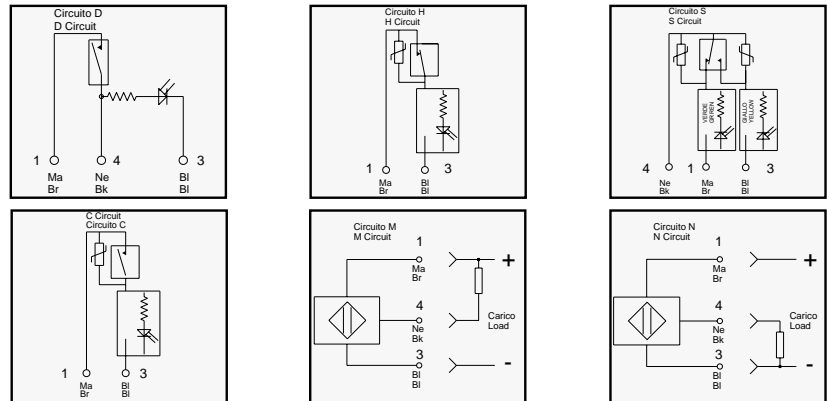 Circuito D
D Circuit
1
4
3
Ma
Br
Ne
Bk
Bl
Bl
Circuito H
H Circuit
1
3
Ma
Br
Bl
Bl
Circuito S
S Circuit
VERDE
GRREN
GIALLO
YELLOW
4
1
3
Ne
Bk
Ma
Br
Bl
Bl
C Circuit
Circuito C
1
3
Ma
Br
Bl
Bl
Circuito M
M Circuit
1
+
Ma
Br
4
Carico
Load
Ne
Bk
3
-
Bl
Bl
Circuito N
N Circuit
1
+
Ma
Br
4
Carico
Load
Ne
Bk
3
-
Bl
Bl